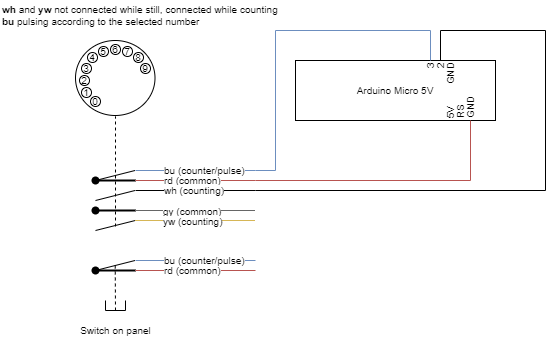 wh and yw not connected while still, connected while counting
bu pulsing according to the selected number
5
6
7
4
8
3
9
2
1
0
3
2
GND
Arduino Micro 5V
5V
RS
GND
bu (counter/pulse)
rd (common)
wh (counting)
gy (common)
yw (counting)
bu (counter/pulse)
rd (common)
Switch on panel